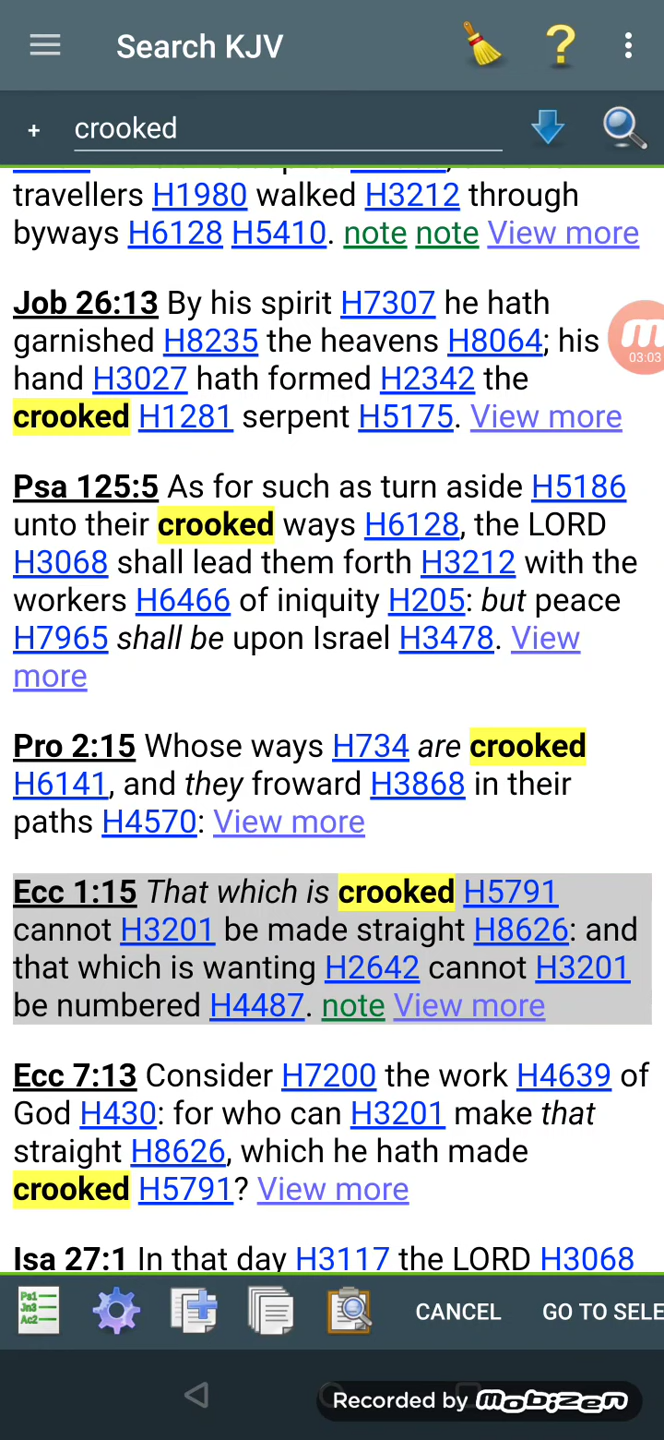 Search KJV
?
+ crooked
travellers H1980 walked H3212 through
byways H6128 H5410. note note View more
Job 26:13 By his spirit H7307 he hath
garnished H8235 the heavens H8064; his
hand H3027 hath formed H2342 the
crooked H1281 serpent H5175. View more
03:03
Psa 125:5 As for such as turn aside H5186
unto their crooked ways H6128, the LORD
H3068 shall lead them forth H3212 with the
workers H6466 of iniquity H205: but peace
H7965 shall be upon Israel H3478. View
more
Pro 2:15 Whose ways H734 are crooked
H6141, and they froward H3868 in their
paths H4570: View more
Ecc 1:15 That which is crooked H5791
cannot H3201 be made straight H8626: and
that which is wanting H2642 cannot H3201
be numbered H4487. note View more
Ecc 7:13 Consider H7200 the work H4639 of
God H430: for who can H3201 make that
straight H8626, which he hath made
crooked H5791? View more
Isa 27:1 In that day H3117 the LORD H3068
Ps1
Jn3
Ac2
CANCEL GO TO SELE
Recorded by mobizen